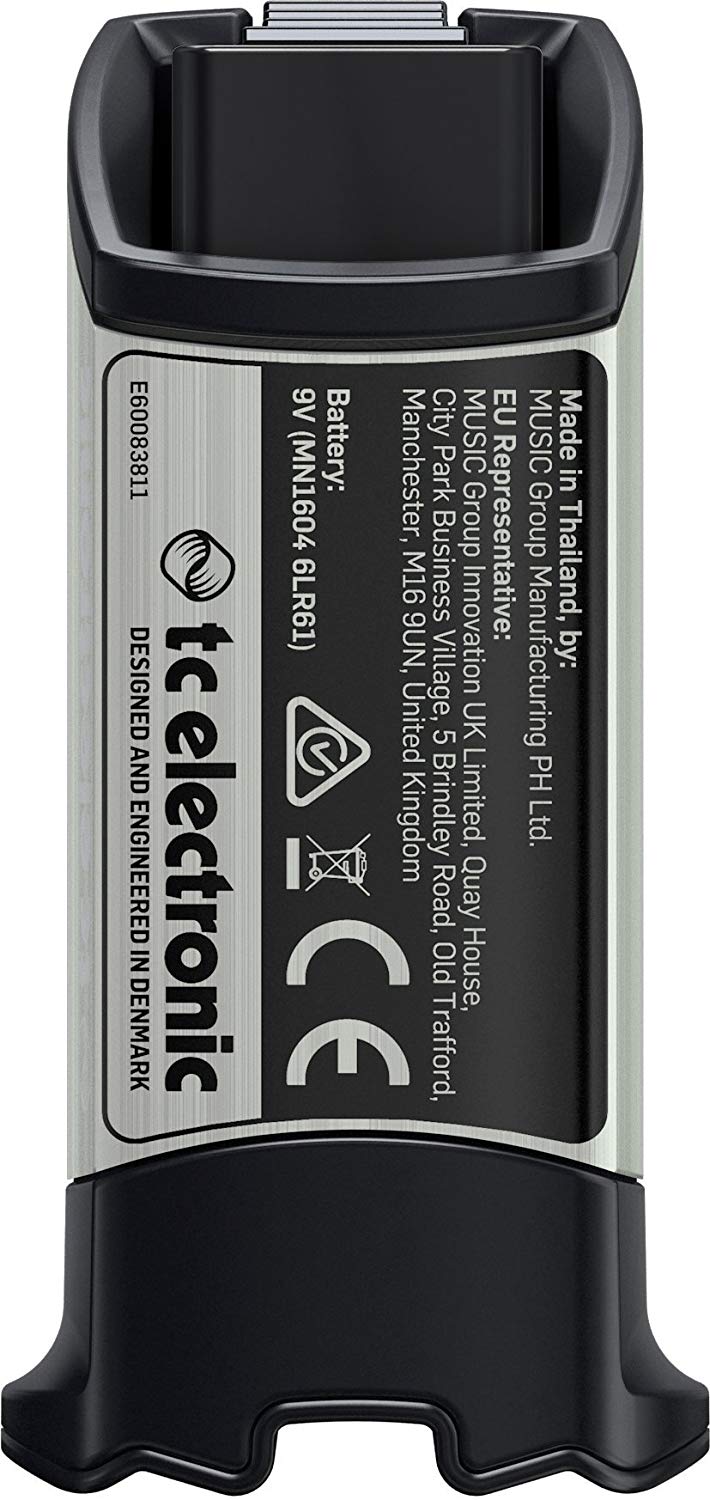 Made in Thailand, by:
MUSIC Group Manufacturing PH Ltd.
EU Representative:
MUSIC Group Innovation UK Limited, Quay House,
City Park Business Village, 5 Brindley Road, Old Trafford,
Manchester, M16 9UN, United Kingdom
Battery:
9V (MN1604 6LR61)
CE
tc electronic
DESIGNED AND ENGINEERED IN DENMARK
E60083811